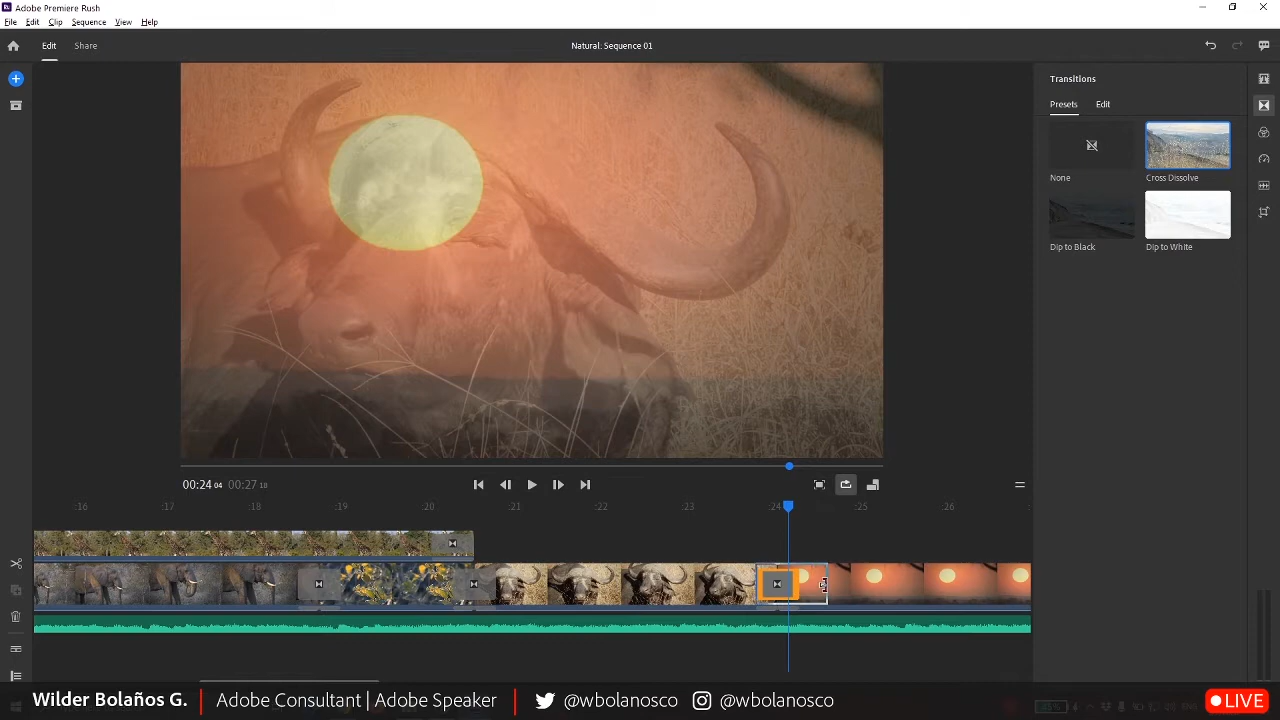 Ru Adobe Premiere Rush
File Edit Clip Sequence View Help
Edit Share Natural: Sequence 01
Transitions
Presets Edit
None Cross Dissolve
Dip to Black Dip to White
00:24 04 00:27 18
:16 :17 :18 :19 :20 :21 :22 :23 :24 :25 :26
Wilder Bolaños G. Adobe Consultant | Adobe Speaker @wbolanosco @wbolanosco LIVE